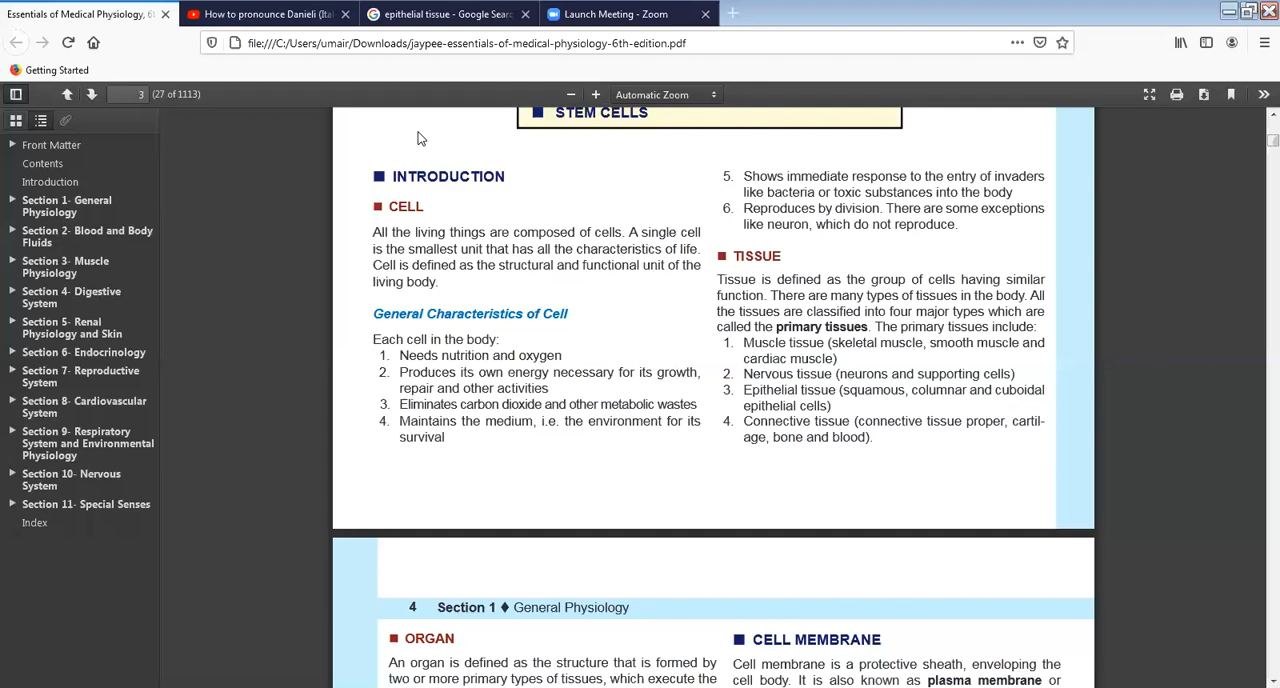 Essentials of Medical Physiology, 6
How to pronounce Danieli (Ita
epithelial tissue - Google Sear
Launch Meeting - Zoom
file:///C:/Users/umair/Downloads/jaypee-essentials-of-medical-physiology-6th-edition.pdf
Getting Started
3 (27 of 1113)
Automatic Zoom
Front Matter
Contents
Introduction
Section 1- General
Physiology
Section 2- Blood and Body
Fluids
Section 3- Muscle
Physiology
Section 4- Digestive
System
Section 5- Renal
Physiology and Skin
Section 6- Endocrinology
Section 7- Reproductive
System
Section 8- Cardiovascular
System
Section 9- Respiratory
System and Environmental
Physiology
Section 10- Nervous
System
Section 11- Special Senses
Index
STEM CELLS
INTRODUCTION
CELL
All the living things are composed of cells. A single cell
is the smallest unit that has all the characteristics of life.
Cell is defined as the structural and functional unit of the
living body.
General Characteristics of Cell
Each cell in the body:
1. Needs nutrition and oxygen
2. Produces its own energy necessary for its growth,
repair and other activities
3. Eliminates carbon dioxide and other metabolic wastes
4. Maintains the medium, i.e. the environment for its
survival
5. Shows immediate response to the entry of invaders
like bacteria or toxic substances into the body
6. Reproduces by division. There are some exceptions
like neuron, which do not reproduce.
TISSUE
Tissue is defined as the group of cells having similar
function. There are many types of tissues in the body. All
the tissues are classified into four major types which are
called the primary tissues. The primary tissues include:
1. Muscle tissue (skeletal muscle, smooth muscle and
cardiac muscle)
2. Nervous tissue (neurons and supporting cells)
3. Epithelial tissue (squamous, columnar and cuboidal
epithelial cells)
4. Connective tissue (connective tissue proper, cartil-
age, bone and blood).
4 Section 1 ♦ General Physiology
ORGAN
An organ is defined as the structure that is formed by
two or more primary types of tissues, which execute the
CELL MEMBRANE
Cell membrane is a protective sheath, enveloping the
cell body. It is also known as plasma membrane or